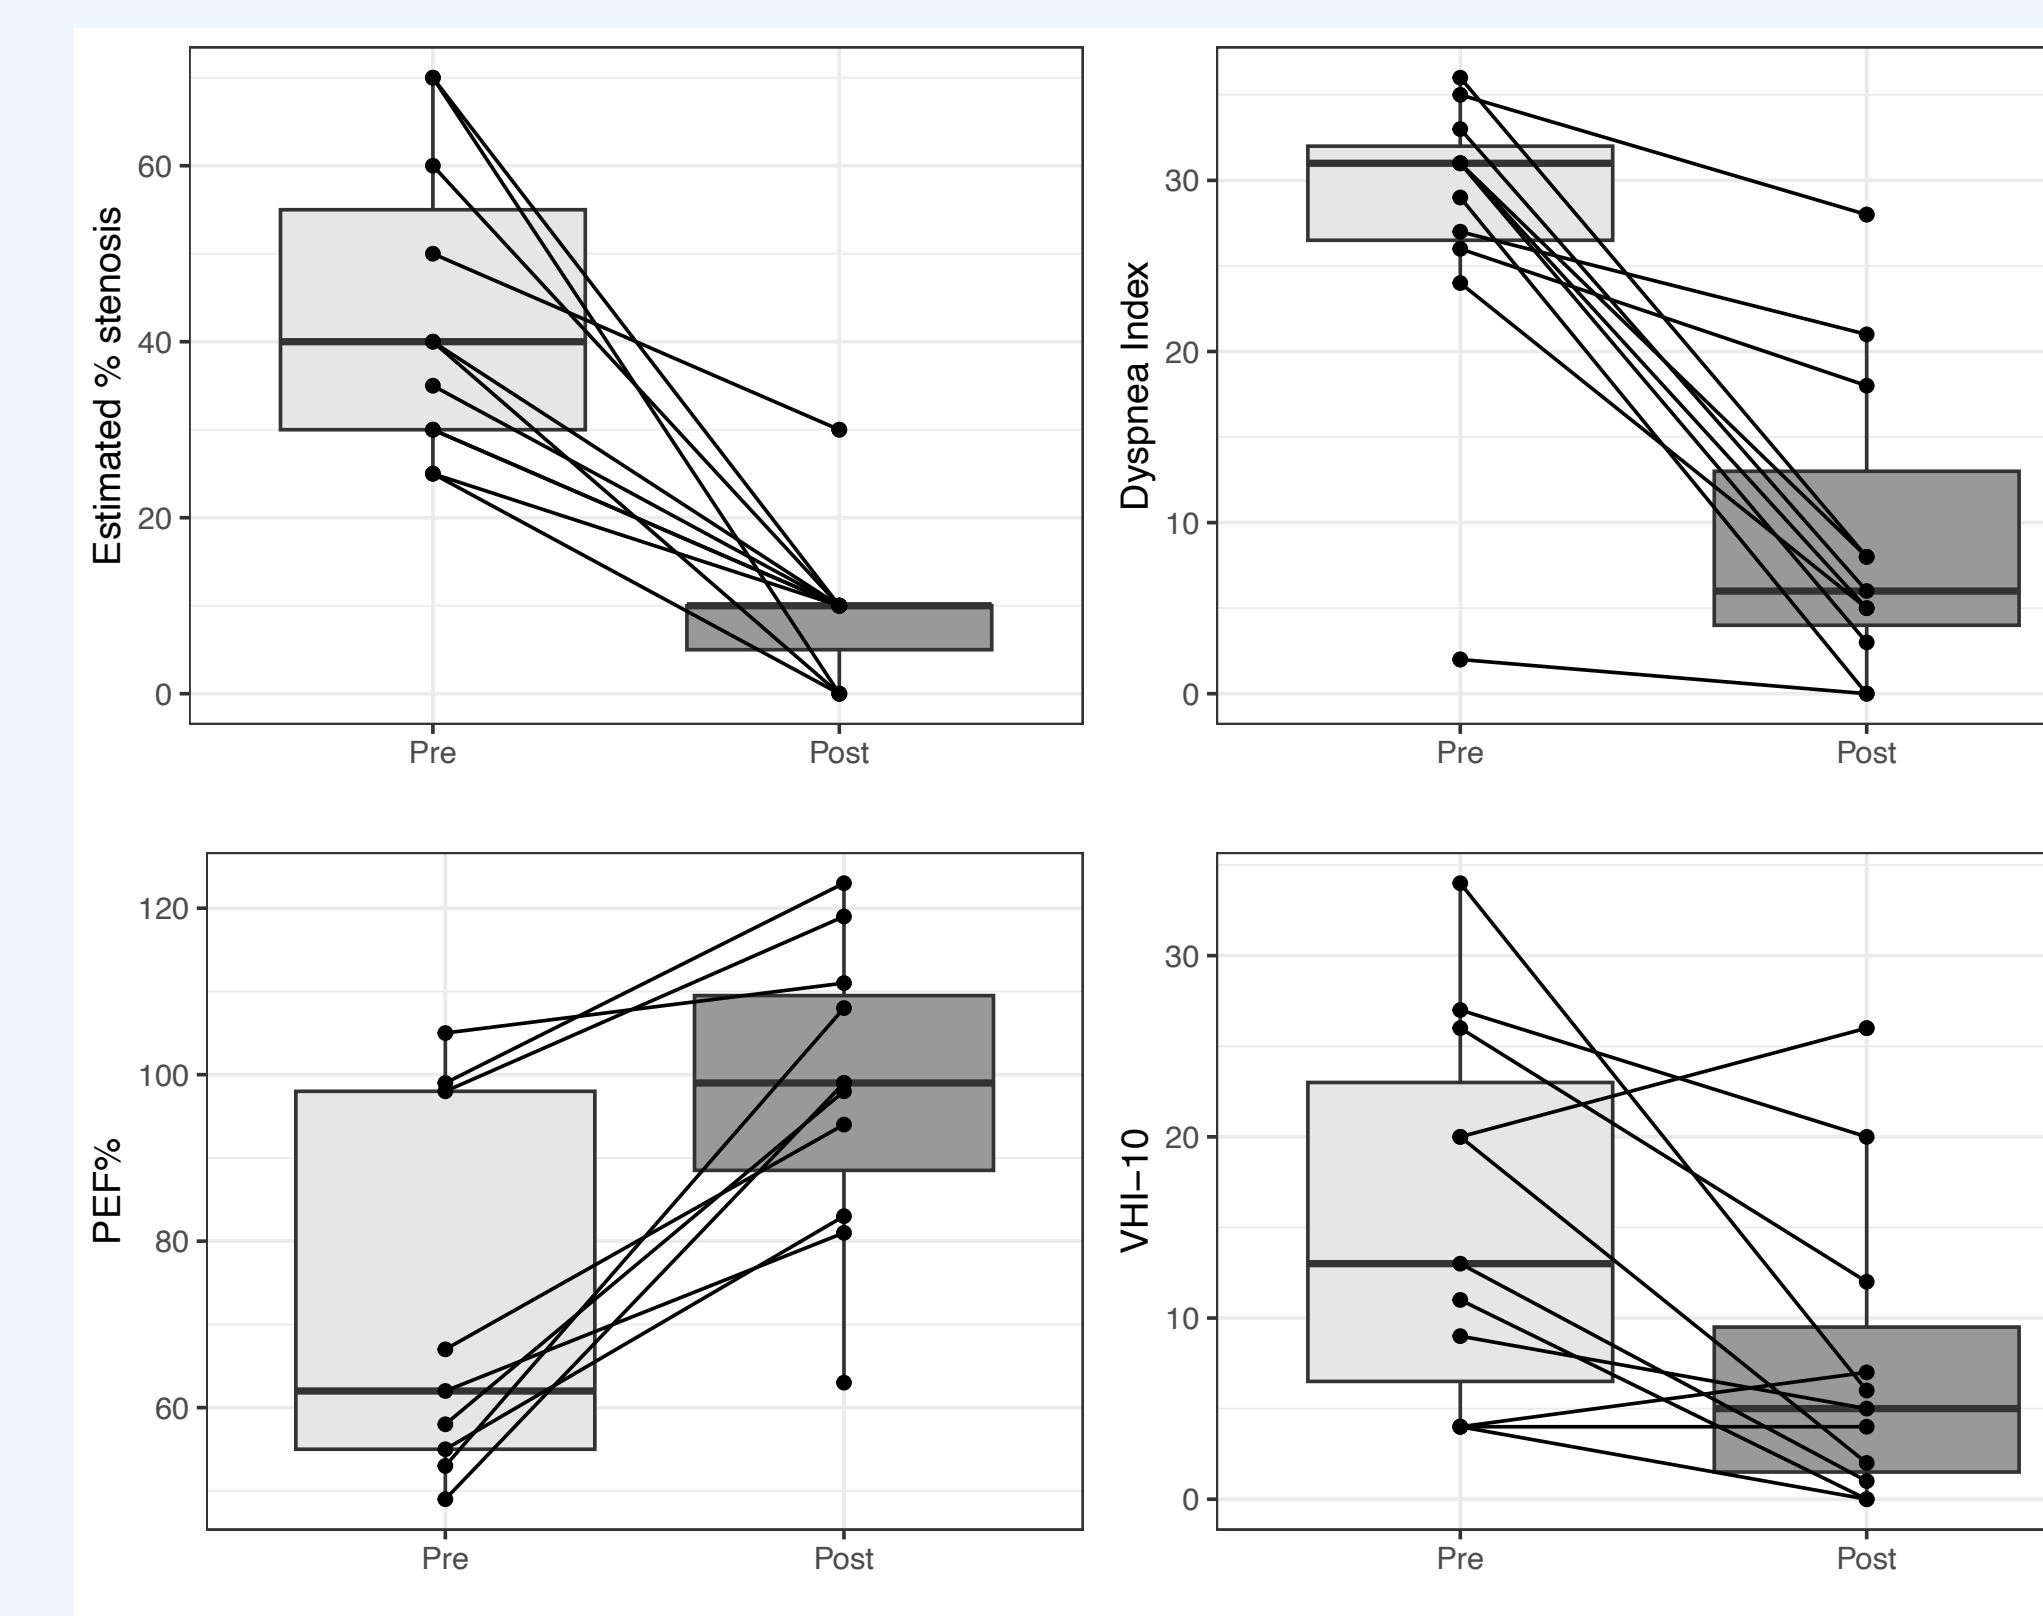 Estimated % stenosis
60
40
20
0
Pre
Post
Dyspnea Index
30
20
10
0
Pre
Post
PEF%
120
100
80
60
Pre
Post
VHI−10
30
20
10
0
Pre
Post